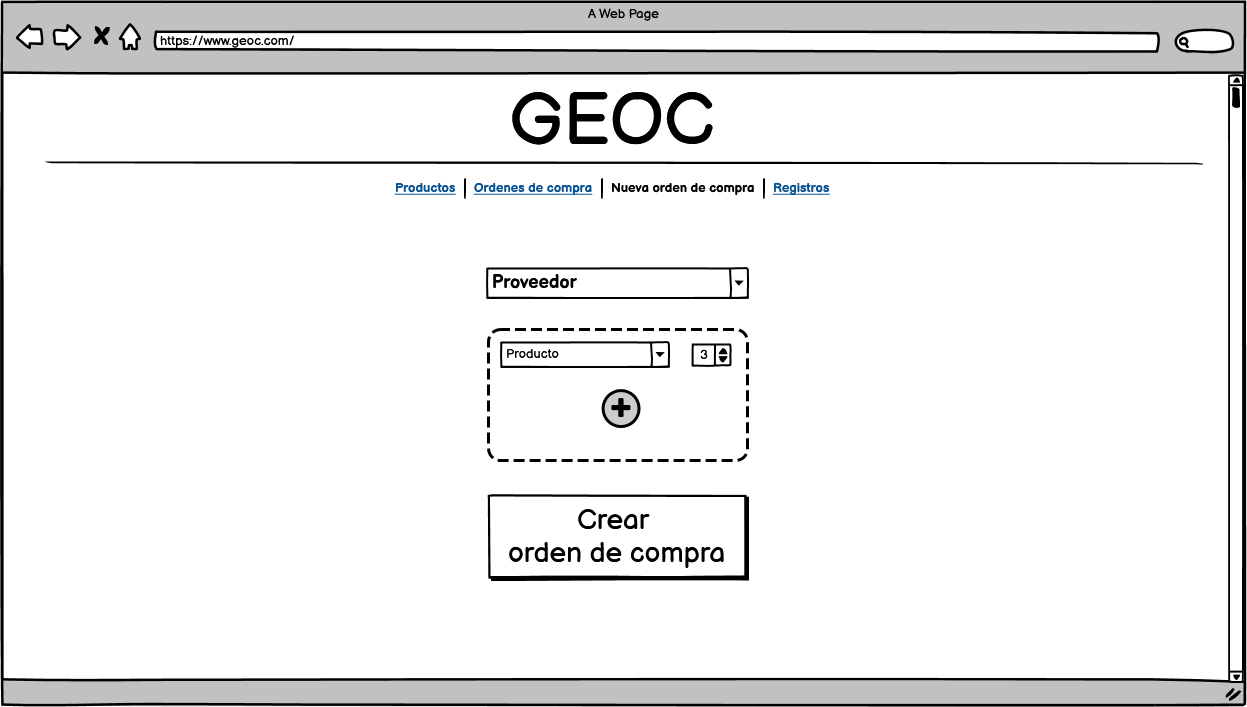 A Web Page
https://www.geoc.com/
GEOC
Productos | Ordenes de compra | Nueva orden de compra | Registros
Proveedor
Producto 3
Crear
orden de compra